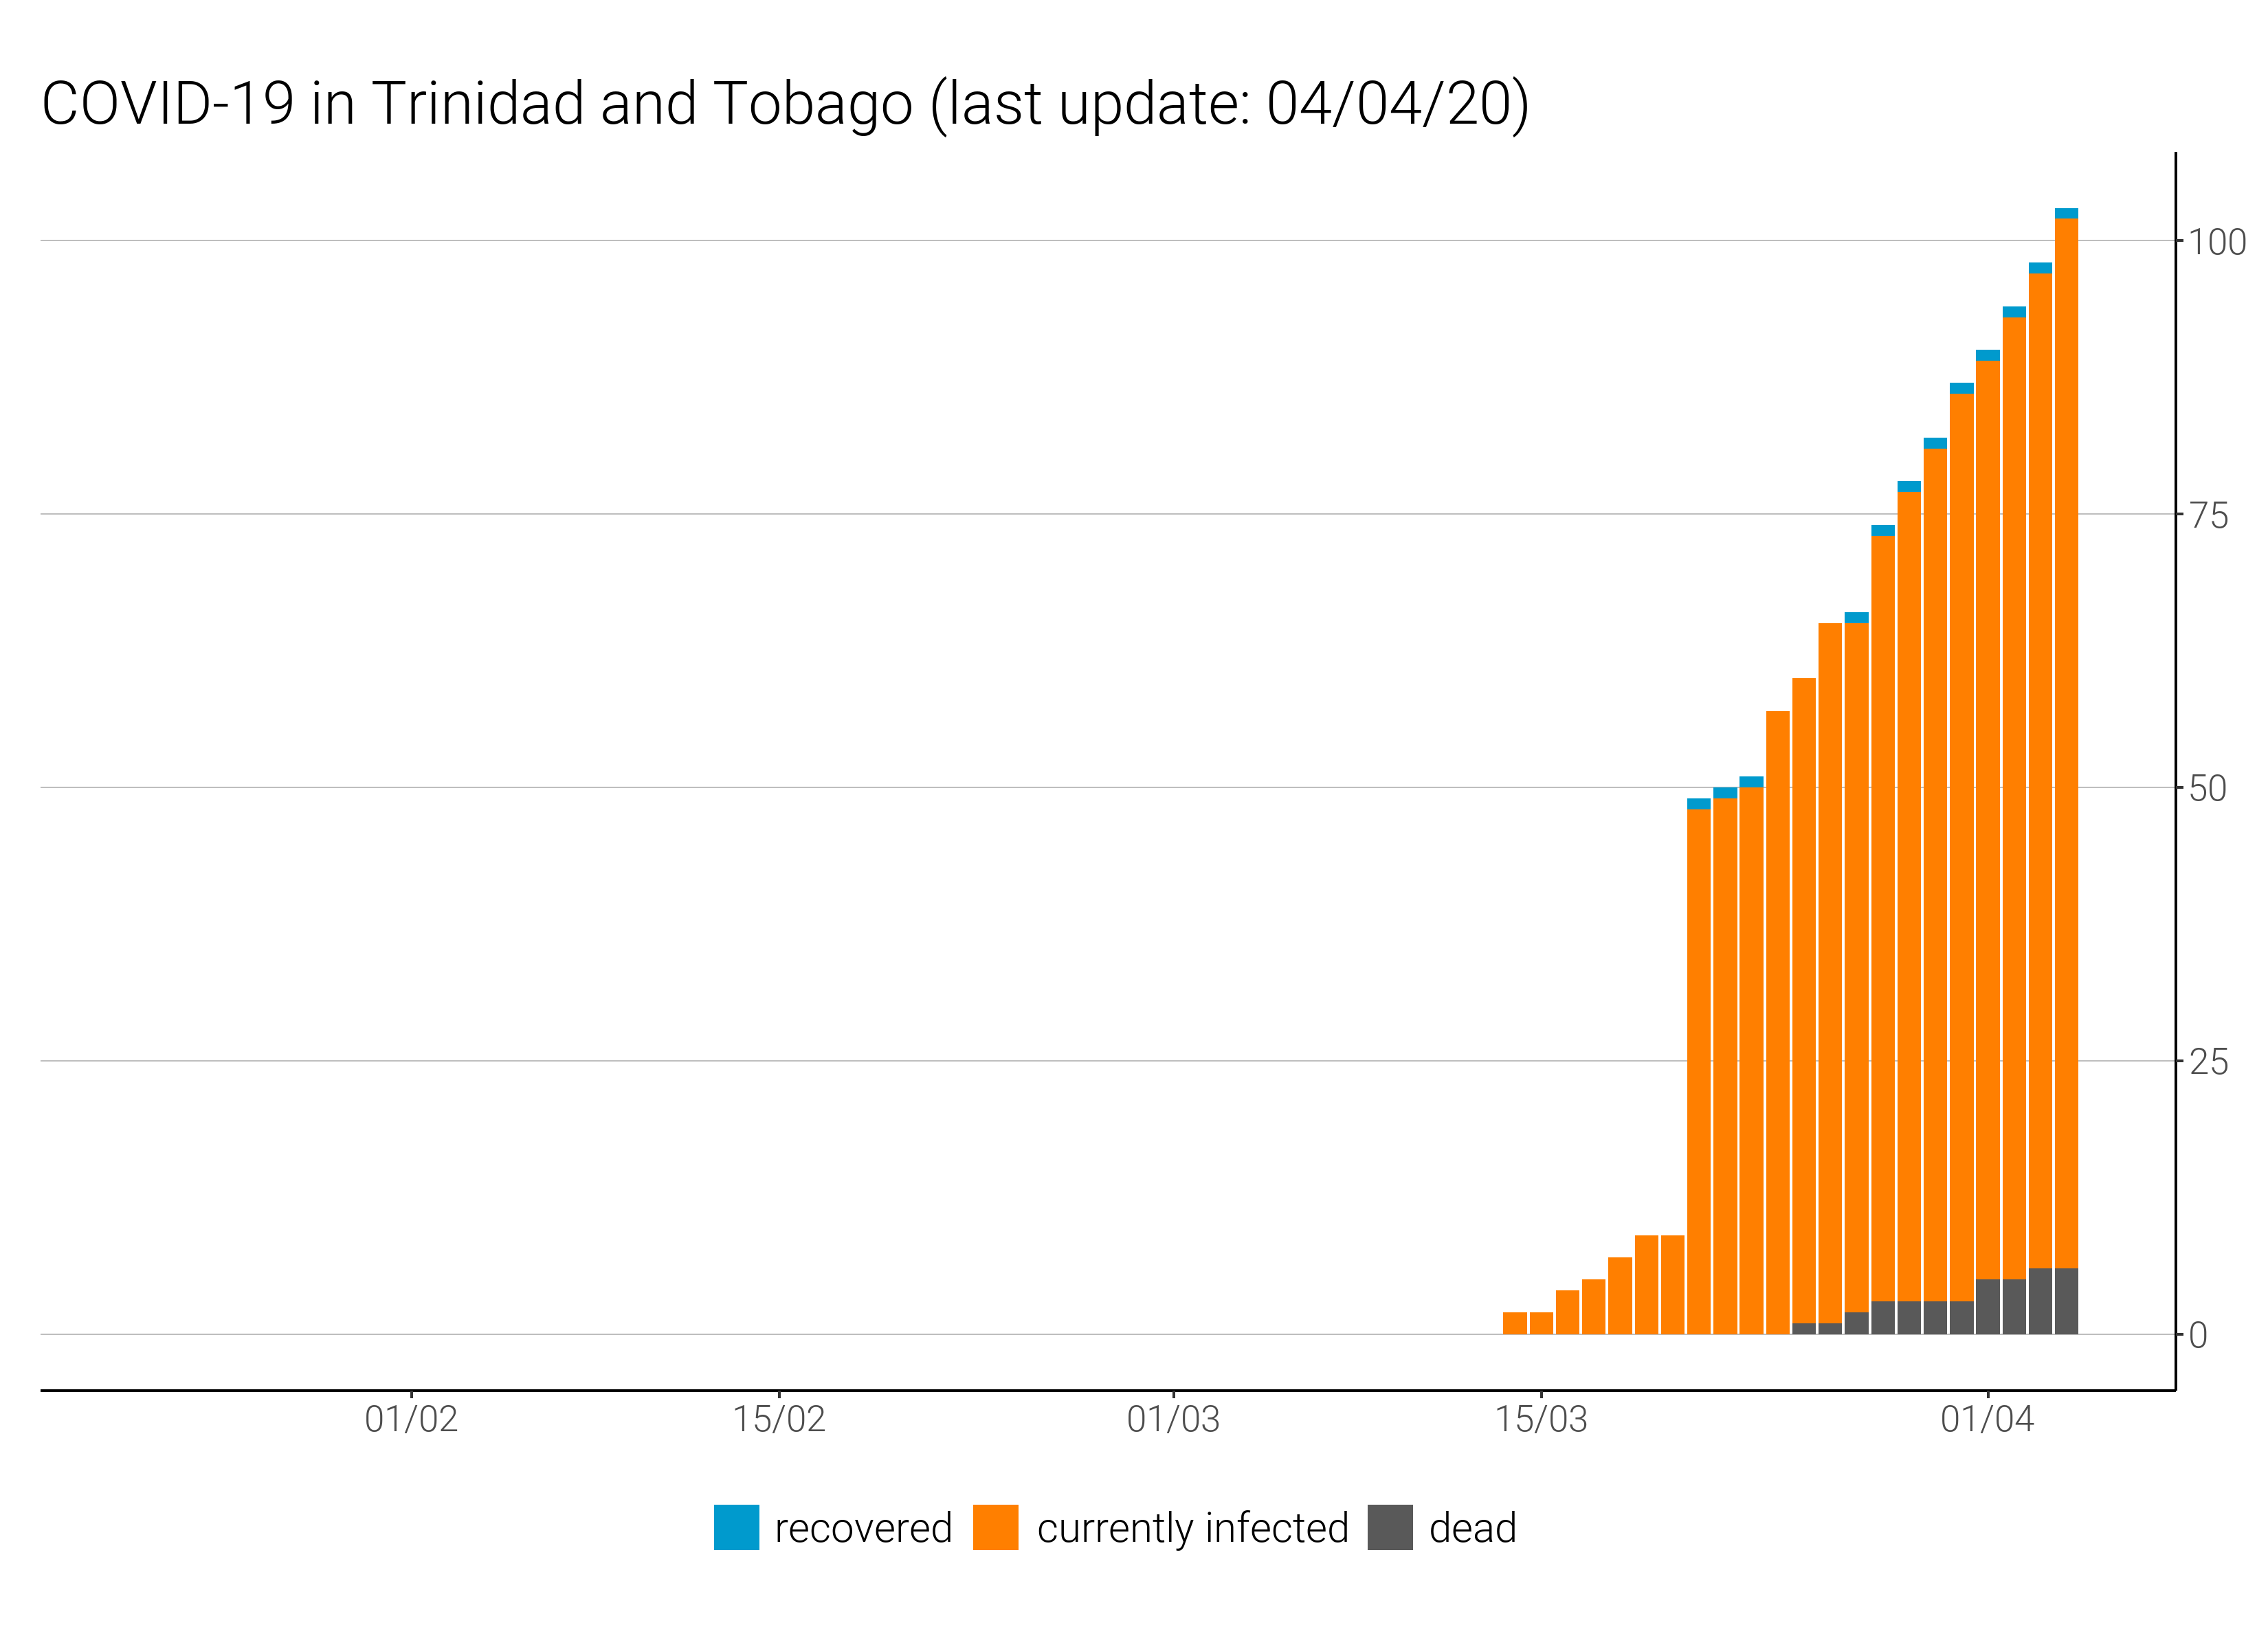 COVID-19 in Trinidad and Tobago (last update: 04/04/20)
100
75
50
25
0
01/02 15/02 01/03 15/03 01/04
recovered currently infected dead